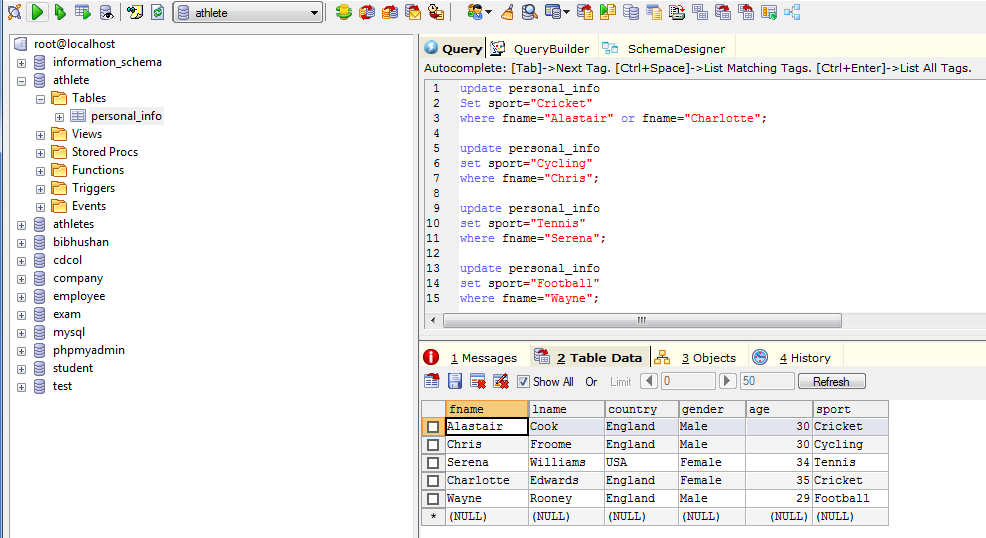 athlete
root@localhost
information_schema
athlete
Tables
personal_info
Views
Stored Procs
Functions
Triggers
Events
athletes
bibhushan
cdcol
company
employee
exam
mysql
phpmyadmin
student
test
Query QueryBuilder SchemaDesigner
Autocomplete: [Tab]->Next Tag. [Ctrl+Space]->List Matching Tags. [Ctrl+Enter]->List All Tags.
1 update personal_info
2 Set sport="Cricket"
3 where fname="Alastair" or fname="Charlotte";
4
5 update personal_info
6 set sport="Cycling"
7 where fname="Chris";
8
9 update personal_info
10 set sport="Tennis"
11 where fname="Serena";
12
13 update personal_info
14 set sport="Football"
15 where fname="Wayne";
1 Messages 2 Table Data 3 Objects 4 History
Show All Or Limit 0 50 Refresh
fname lname country gender age sport
Alastair Cook England Male 30 Cricket
Chris Froome England Male 30 Cycling
Serena Williams USA Female 34 Tennis
Charlotte Edwards England Female 35 Cricket
Wayne Rooney England Male 29 Football
* (NULL) (NULL) (NULL) (NULL) (NULL) (NULL)